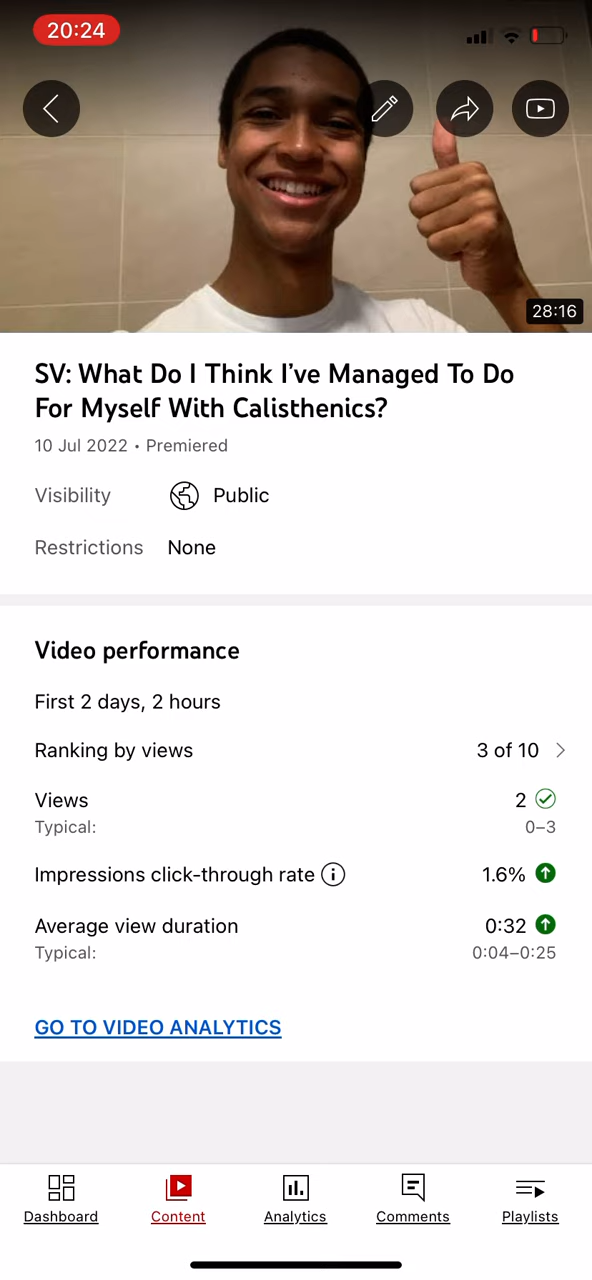 20:24
28:16
SV: What Do I Think I've Managed To Do
For Myself With Calisthenics?
10 Jul 2022 • Premiered
Visibility Public
Restrictions None
Video performance
First 2 days, 2 hours
Ranking by views 3 of 10
Views 2
Typical: 0–3
Impressions click-through rate 1.6%
Average view duration 0:32
Typical: 0:04–0:25
GO TO VIDEO ANALYTICS
Dashboard Content Analytics Comments Playlists